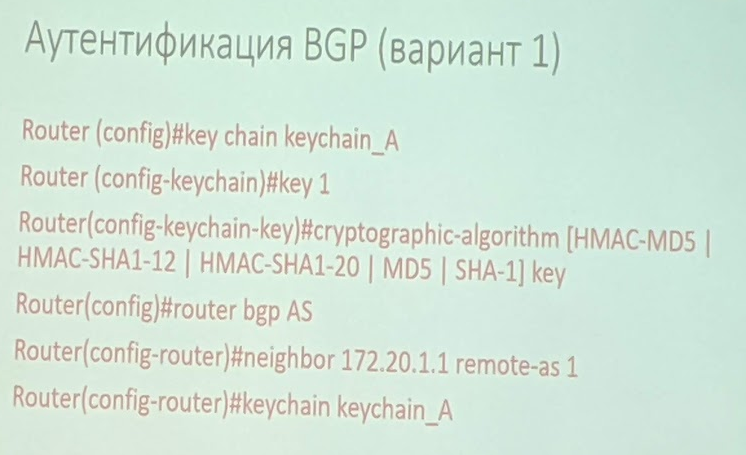 Аутентификация BGP (вариант 1)
Router (config)#key chain keychain_A
Router (config-keychain)#key 1
Router(config-keychain-key)#cryptographic-algorithm [HMAC-MD5 |
HMAC-SHA1-12 | HMAC-SHA1-20 | MD5 | SHA-1] key
Router(config)#router bgp AS
Router(config-router)#neighbor 172.20.1.1 remote-as 1
Router(config-router)#keychain keychain_A